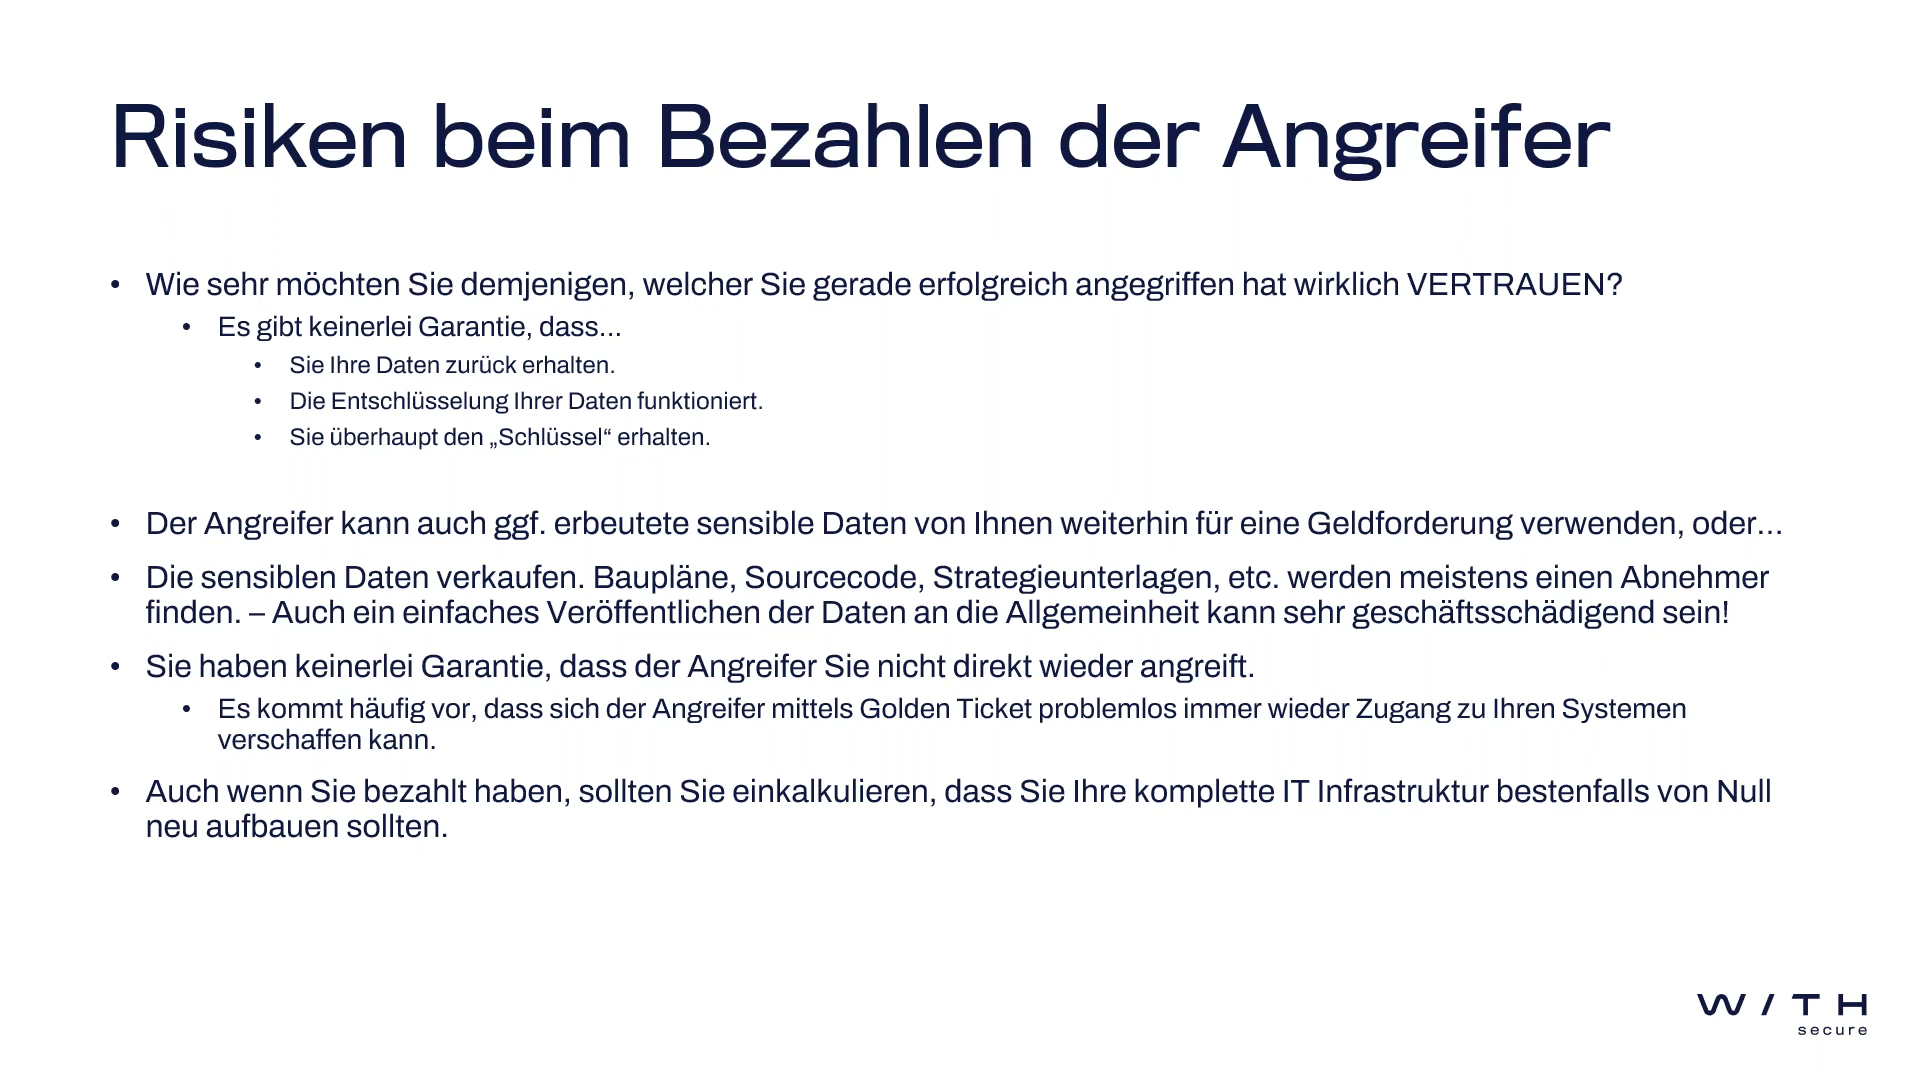 Risiken beim Bezahlen der Angreifer
• Wie sehr möchten Sie demjenigen, welcher Sie gerade erfolgreich angegriffen hat wirklich VERTRAUEN?
• Es gibt keinerlei Garantie, dass...
• Sie Ihre Daten zurück erhalten.
• Die Entschlüsselung Ihrer Daten funktioniert.
• Sie überhaupt den „Schlüssel“ erhalten.
• Der Angreifer kann auch ggf. erbeutete sensible Daten von Ihnen weiterhin für eine Geldforderung verwenden, oder...
• Die sensiblen Daten verkaufen. Baupläne, Sourcecode, Strategieunterlagen, etc. werden meistens einen Abnehmer
finden. – Auch ein einfaches Veröffentlichen der Daten an die Allgemeinheit kann sehr geschäftsschädigend sein!
• Sie haben keinerlei Garantie, dass der Angreifer Sie nicht direkt wieder angreift.
• Es kommt häufig vor, dass sich der Angreifer mittels Golden Ticket problemlos immer wieder Zugang zu Ihren Systemen
verschaffen kann.
• Auch wenn Sie bezahlt haben, sollten Sie einkalkulieren, dass Sie Ihre komplette IT Infrastruktur bestenfalls von Null
neu aufbauen sollten.
W / T H
secure